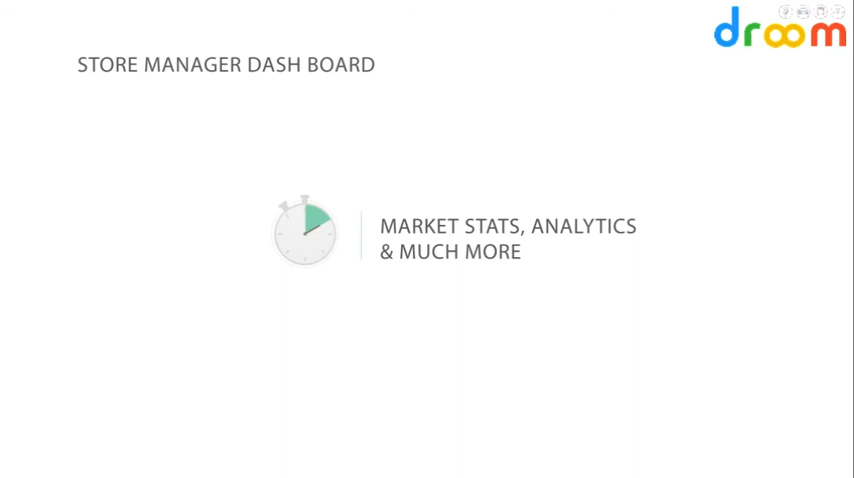 droom
STORE MANAGER DASH BOARD
MARKET STATS, ANALYTICS
& MUCH MORE